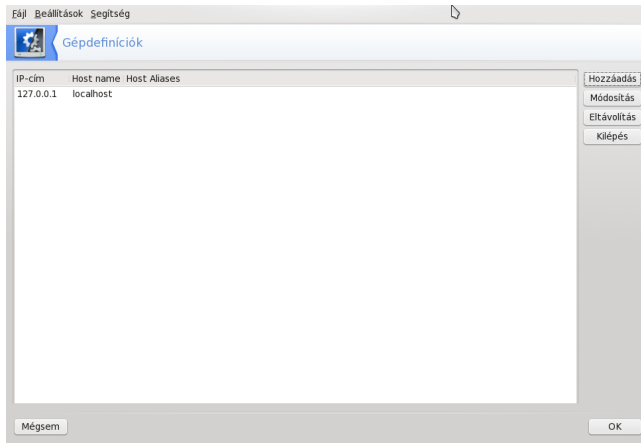 Fájl Beállítások Segítség
Gépdefiníciók
IP-cím Host name Host Aliases
127.0.0.1 localhost
Hozzáadás
Módosítás
Eltávolítás
Kilépés
Mégsem
OK